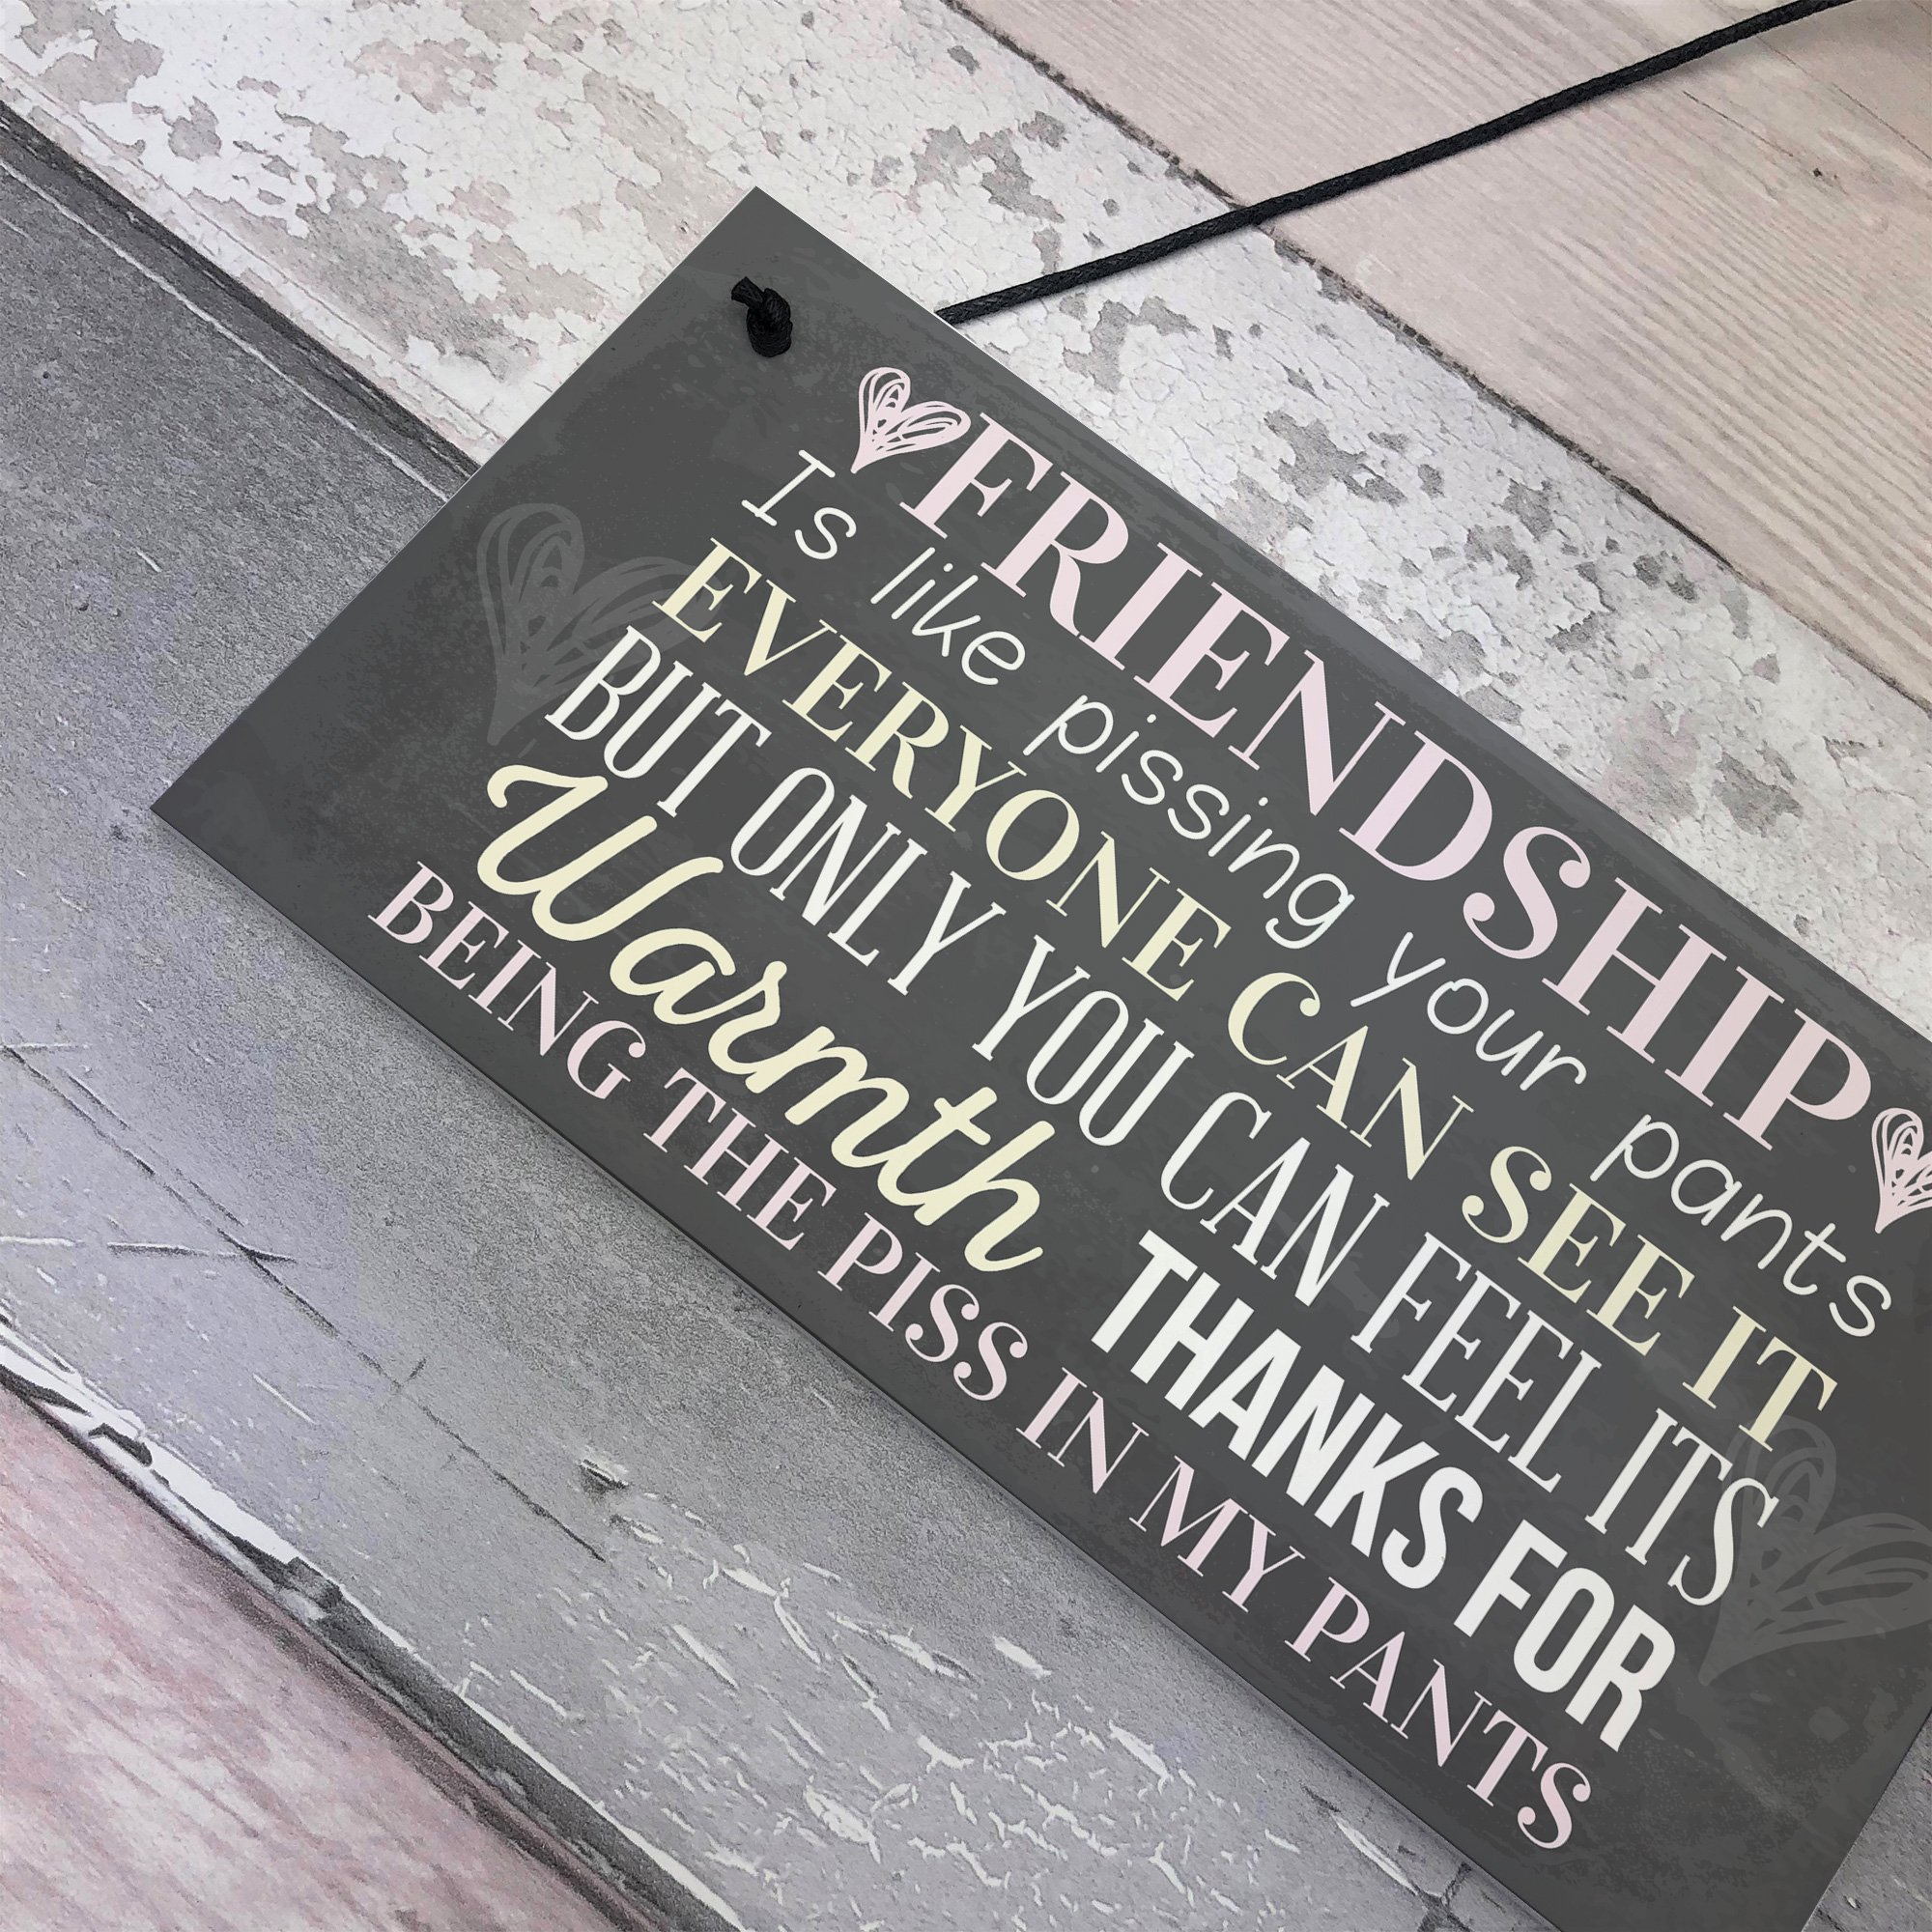 FRIENDSHIP
Is like pissing your pants
EVERYONE CAN SEE IT
BUT ONLY YOU CAN FEEL ITS
Warmth THANKS FOR
BEING THE PISS IN MY PANTS